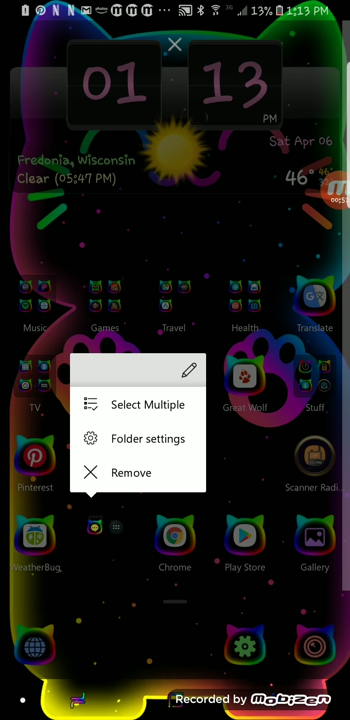 3G 13% 1:13 PM
01 13
PM
Sat Apr 06
Fredonia, Wisconsin
Clear (05:47 PM)
46°
Music Games Travel Health Translate
TV Great Wolf Stuff
Select Multiple
Folder settings
Remove
Pinterest Scanner Radi...
WeatherBug Chrome Play Store Gallery
Recorded by mobizen